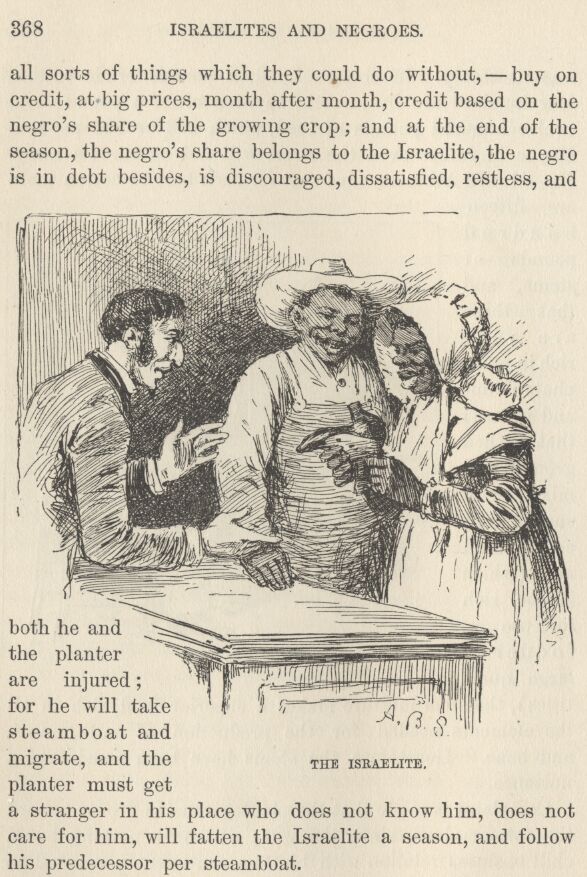 368
ISRAELITES AND NEGROES.
all sorts of things which they could do without, — buy on
credit, at big prices, month after month, credit based on the
negro's share of the growing crop; and at the end of the
season, the negro's share belongs to the Israelite, the negro
is in debt besides, is discouraged, dissatisfied, restless, and
A. B. S
both he and
the planter
are injured;
for he will take
steamboat and
migrate, and the
planter must get
THE ISRAELITE.
a stranger in his place who does not know him, does not
care for him, will fatten the Israelite a season, and follow
his predecessor per steamboat.